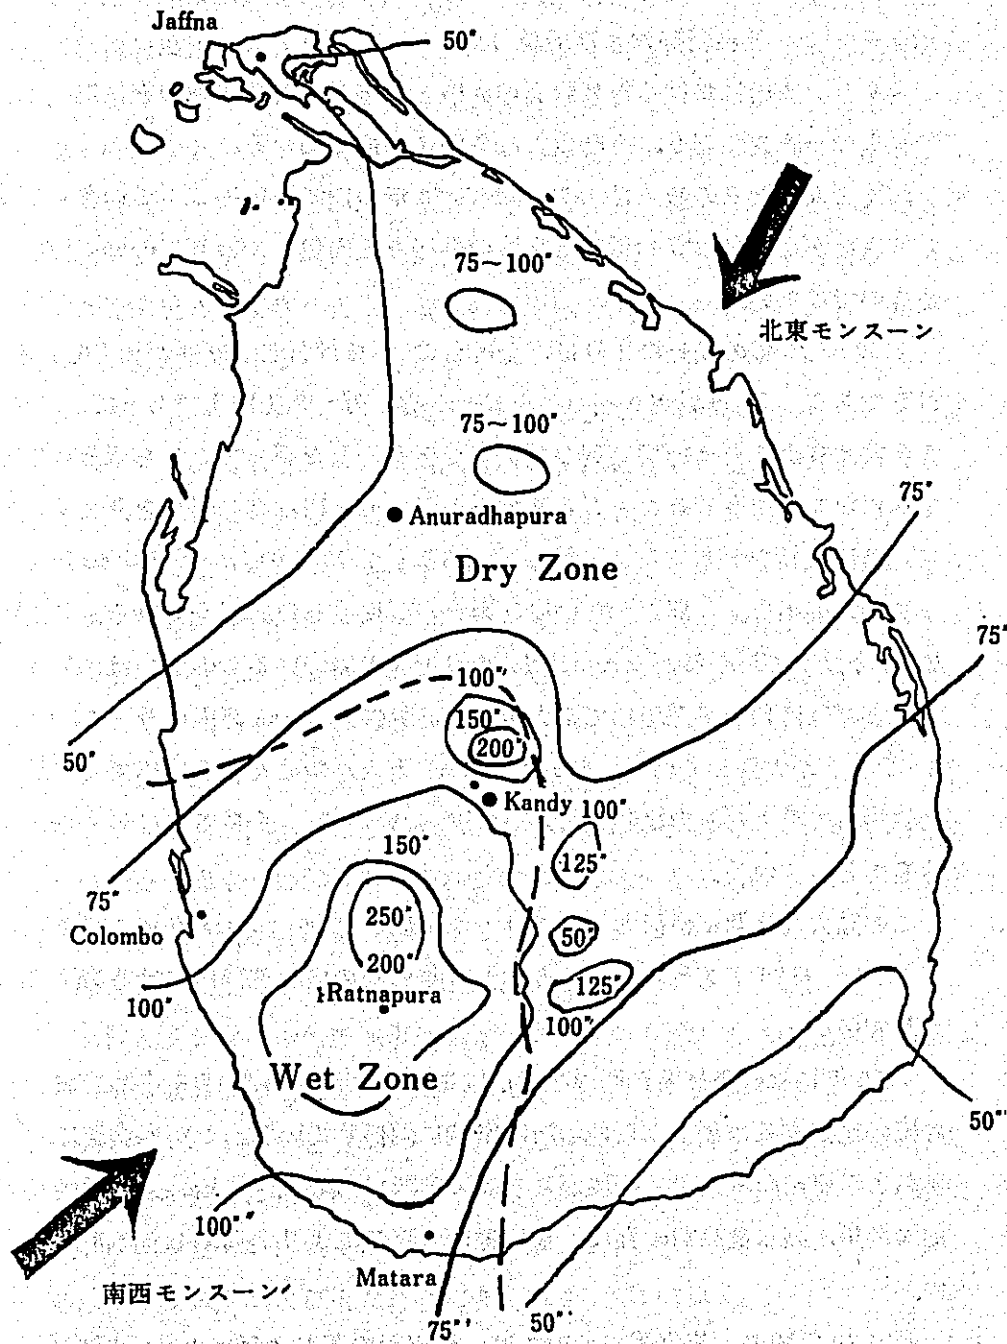 Jaffna
50"
75~100"
北東モンスーン
75~100"
75"
Anuradhapura
Dry Zone
75"
100"
150"
200"
50"
Kandy
100"
125"
150"
75"
250"
Colombo
50"
200"
125"
Ratnapura
100"
100"
Wet Zone
50"
100"
南西モンスーン
Matara
75"
50"